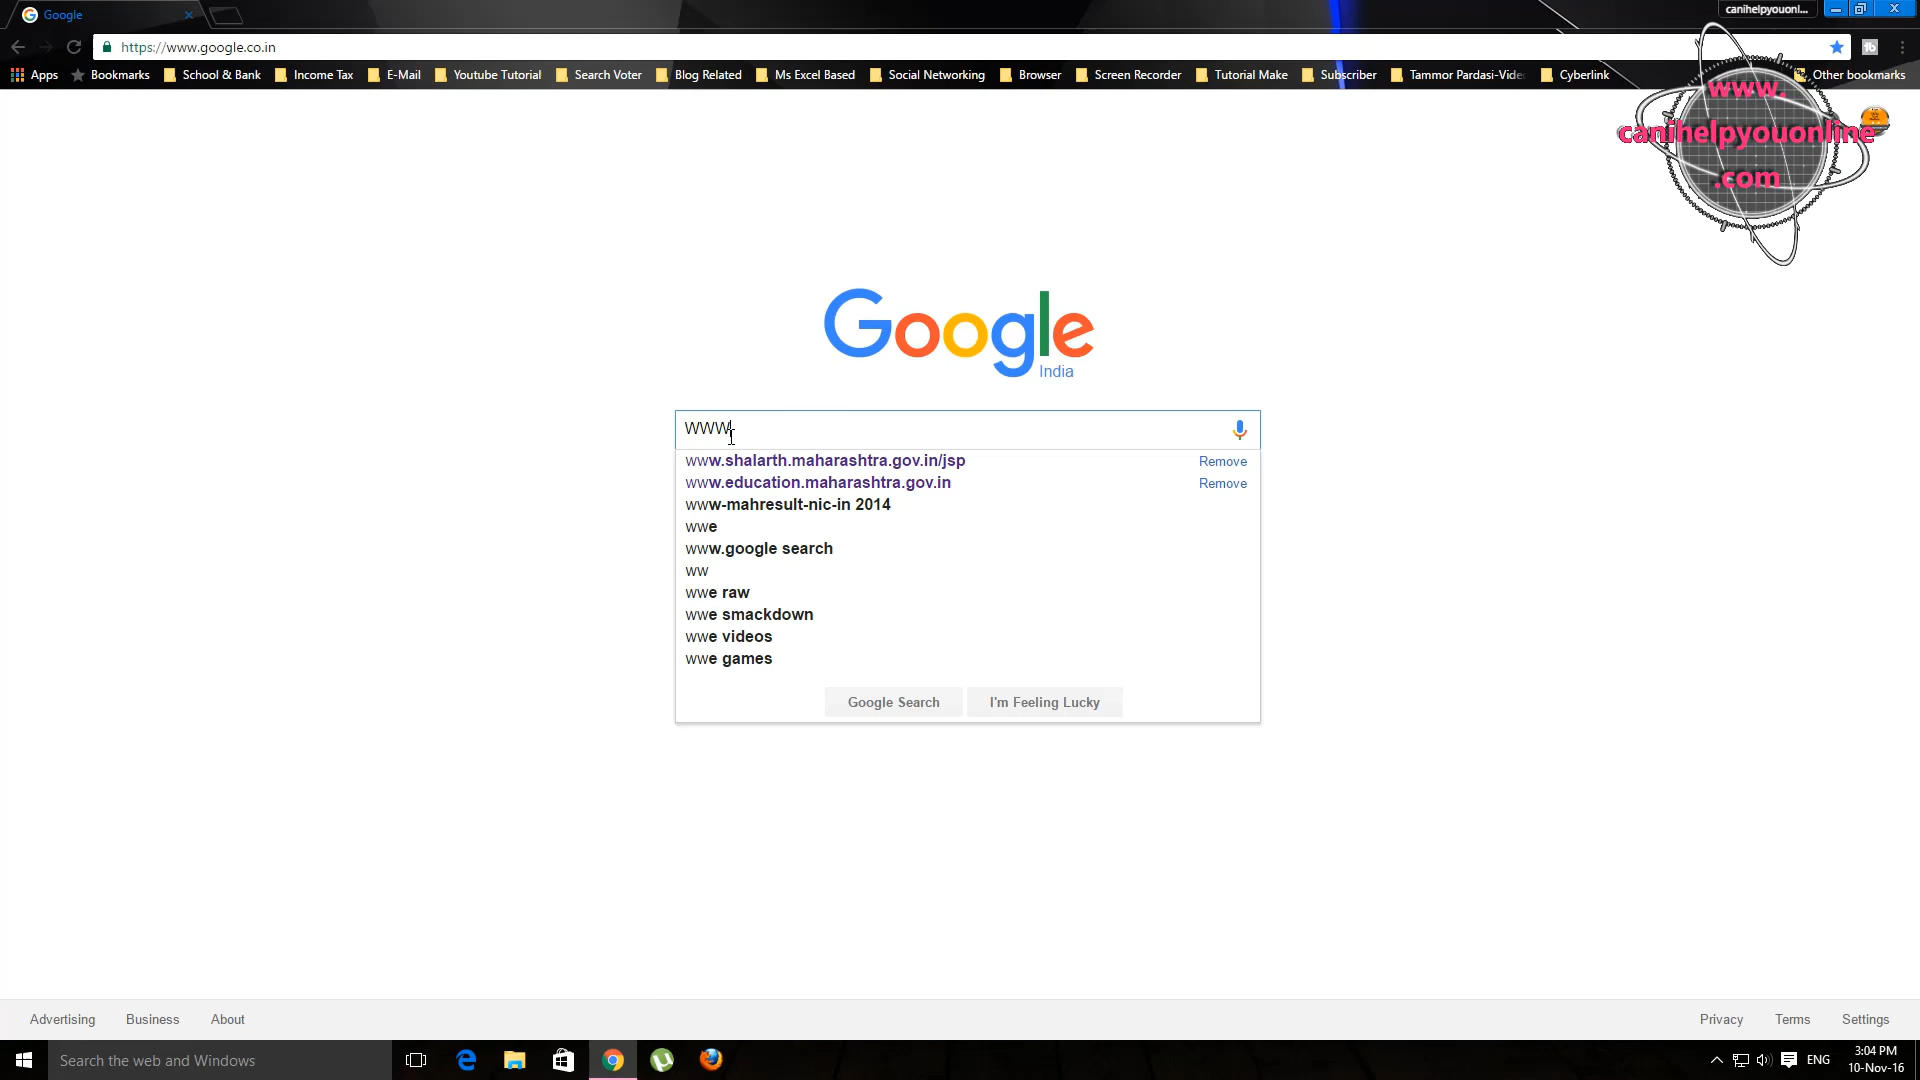 Google
canihelpyouonl...
https://www.google.co.in
Apps Bookmarks School & Bank Income Tax E-Mail Youtube Tutorial Search Voter Blog Related Ms Excel Based Social Networking Browser Screen Recorder Tutorial Make Subscriber Tammor Pardasi-Vide Cyberlink Other bookmarks
www.
canihelpyouonline
.com
Google
India
WWW
www.shalarth.maharashtra.gov.in/jsp Remove
www.education.maharashtra.gov.in Remove
www-mahresult-nic-in 2014
wwe
www.google search
ww
wwe raw
wwe smackdown
wwe videos
wwe games
Google Search I'm Feeling Lucky
Advertising Business About Privacy Terms Settings
Search the web and Windows
ENG
3:04 PM
10-Nov-16